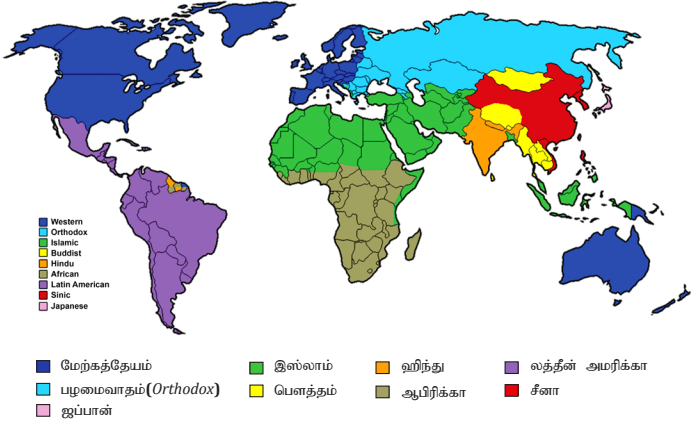 Western
Orthodox
Islamic
Buddist
Hindu
African
Latin American
Sinic
Japanese
மேற்கத்தேயம் இஸ்லாம் ஹிந்து லத்தீன் அமரிக்கா
பழமைவாதம்(Orthodox) பௌத்தம் ஆபிரிக்கா சீனா
ஜப்பான்